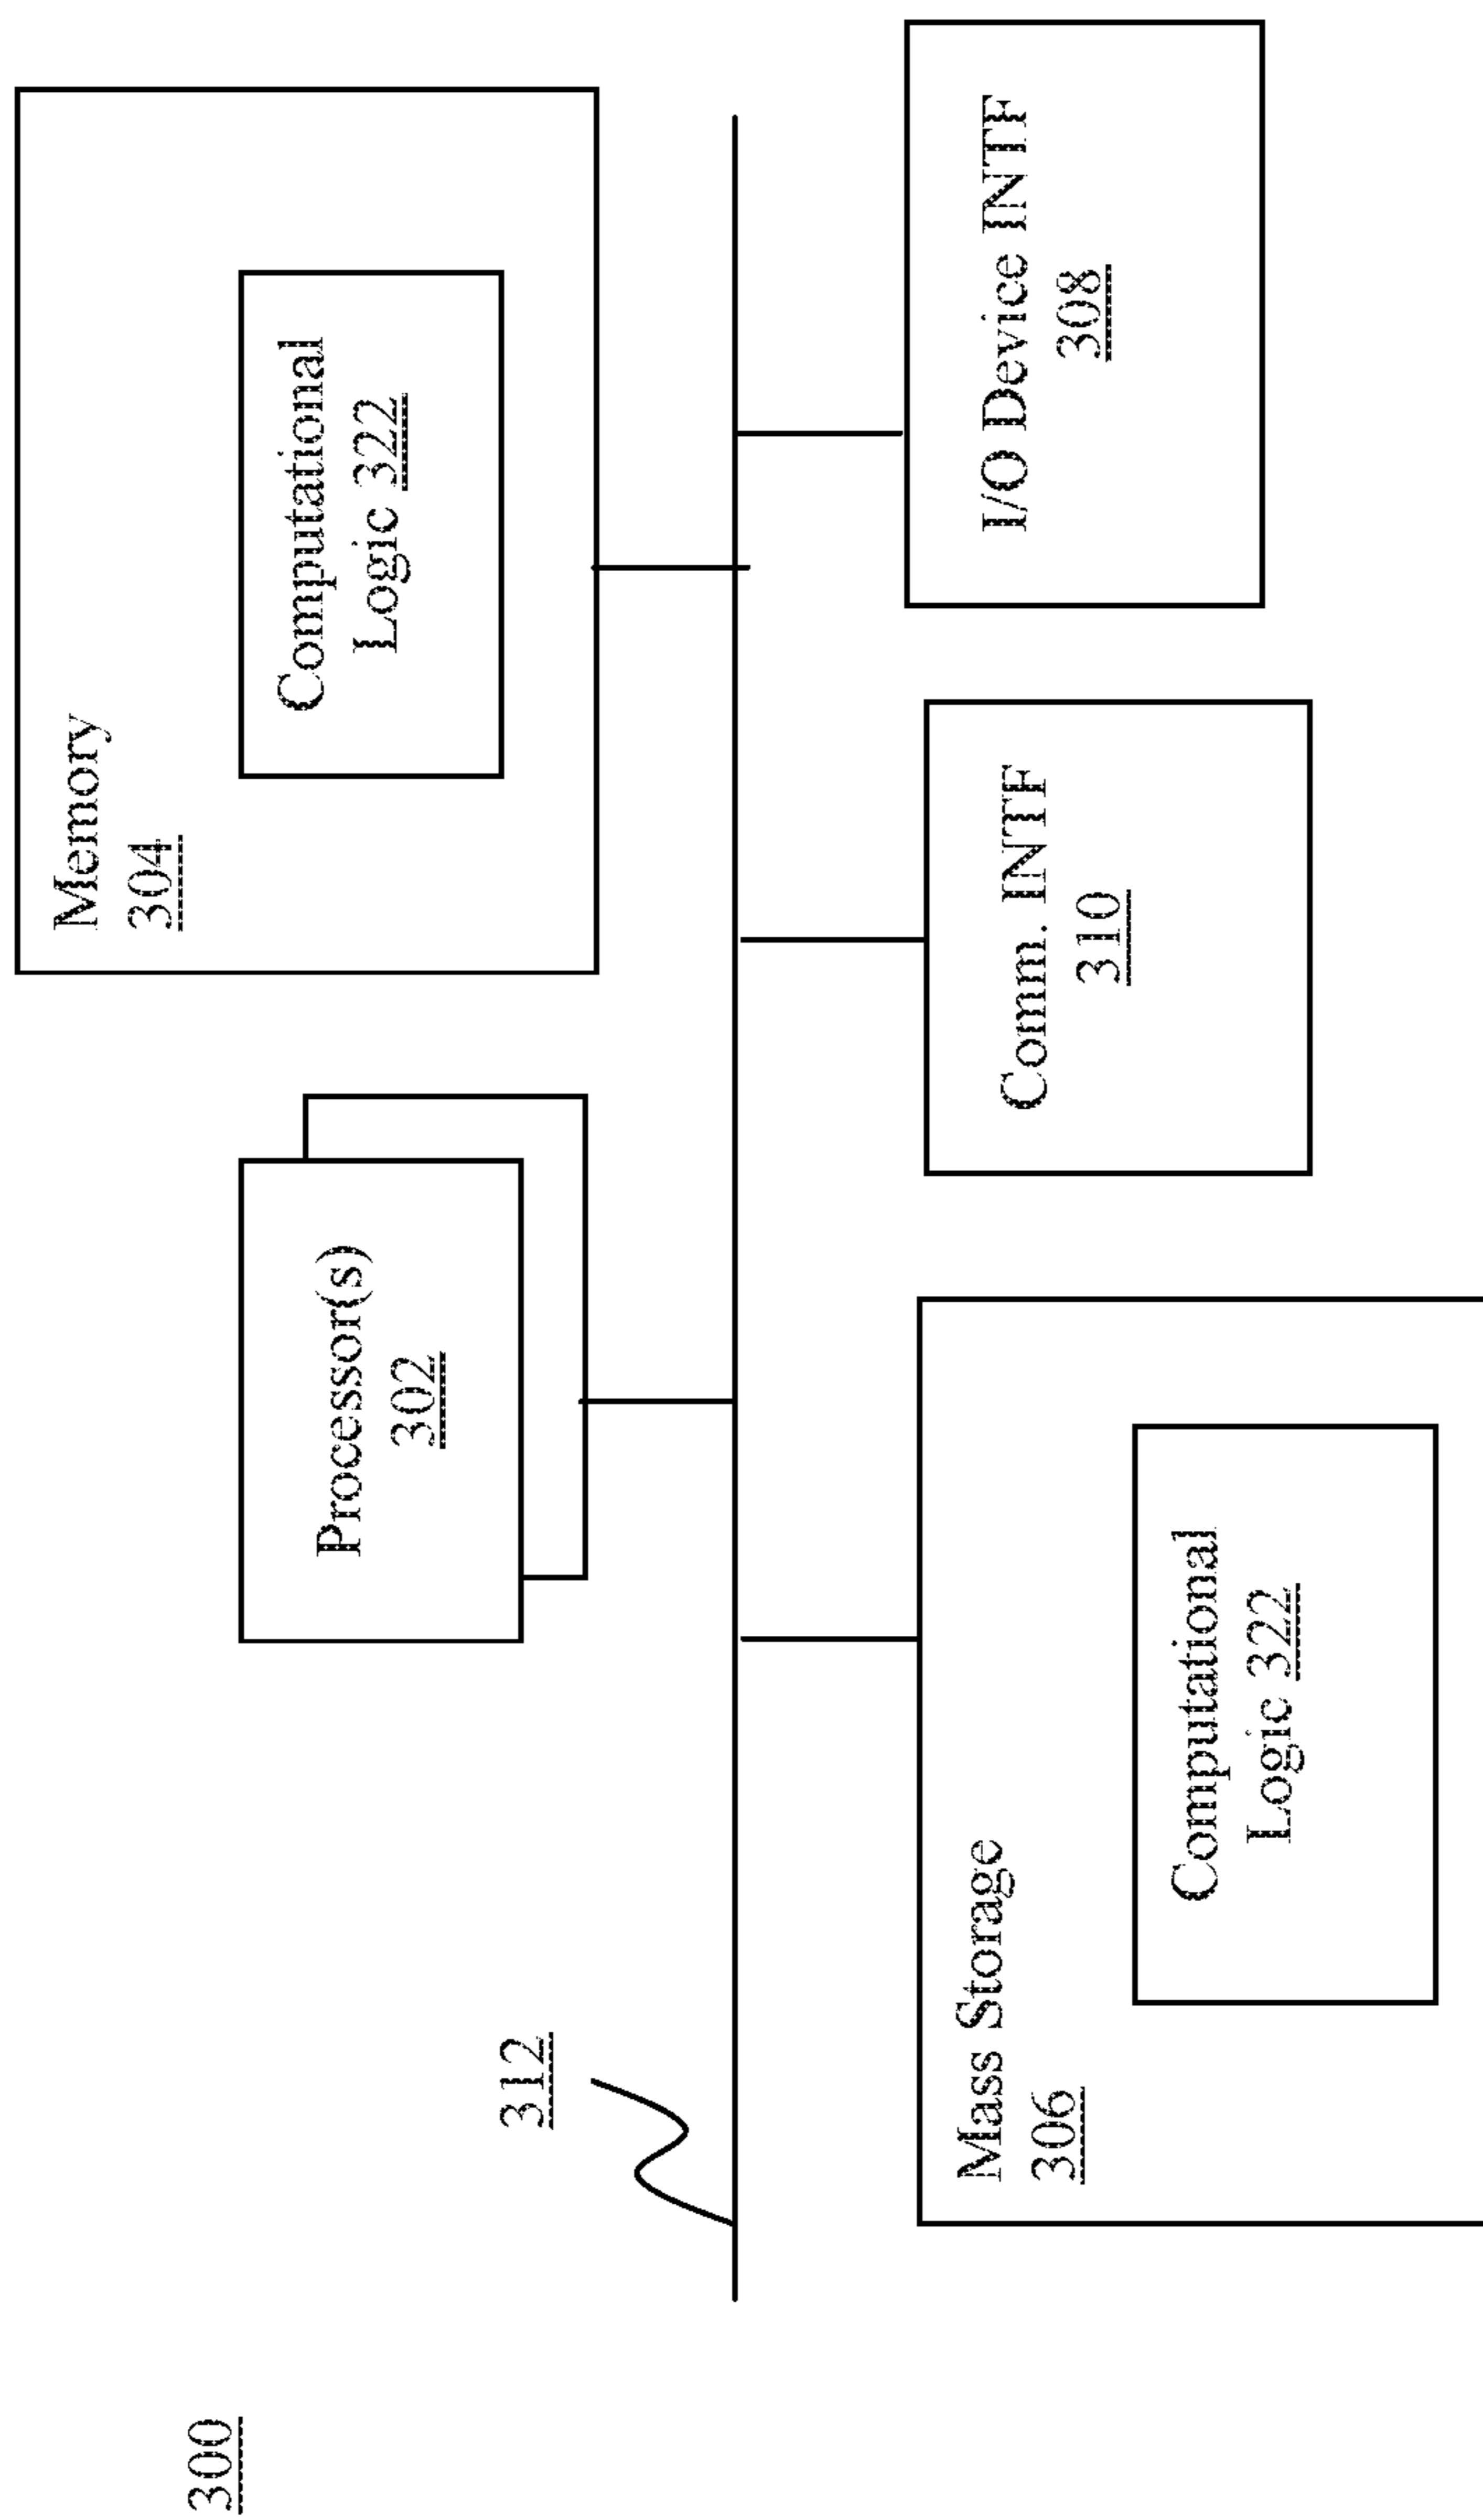 300
312
Processor(s)
302
Memory
304
Computational
Logic 322
Mass Storage
306
Computational
Logic 322
Comm. INTF
310
I/O Device INTF
308